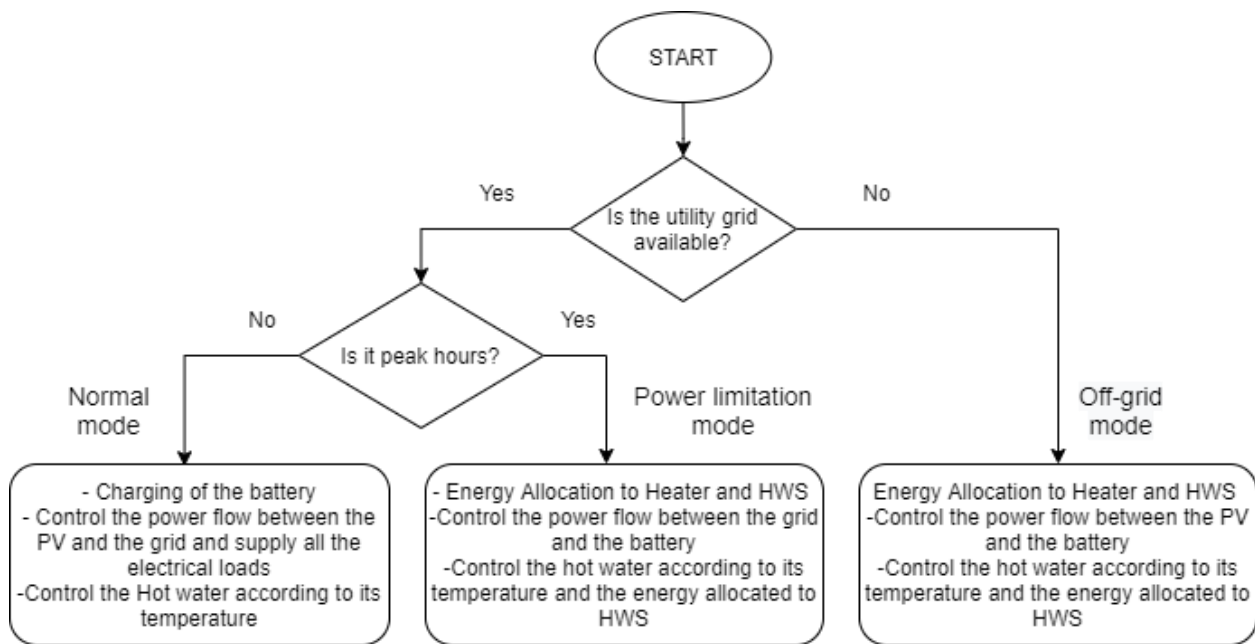 START
Yes
No
Is the utility grid
available?
No
Yes
Is it peak hours?
Normal
mode
Power limitation
mode
Off-grid
mode
- Charging of the battery
- Control the power flow between the
PV and the grid and supply all the
electrical loads
-Control the Hot water according to its
temperature
- Energy Allocation to Heater and HWS
-Control the power flow between the grid
and the battery
-Control the hot water according to its
temperature and the energy allocated to
HWS
Energy Allocation to Heater and HWS
-Control the power flow between the PV
and the battery
-Control the hot water according to its
temperature and the energy allocated to
HWS